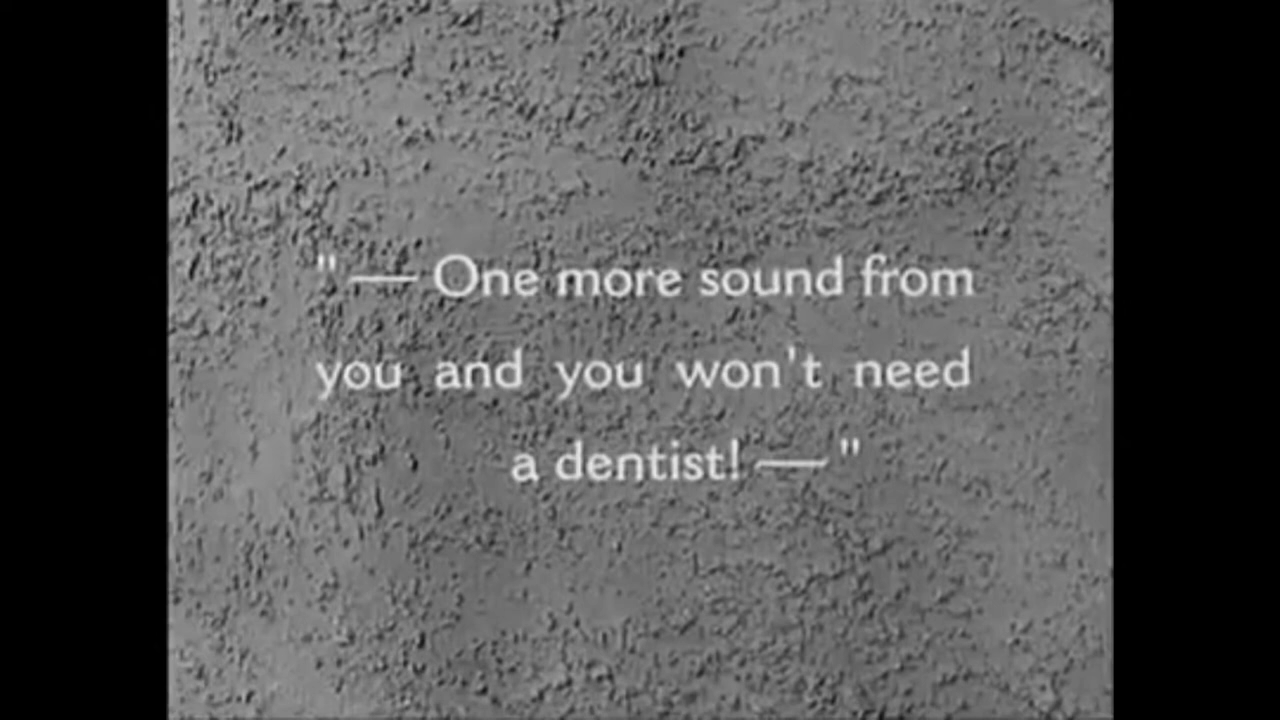 "— One more sound from
you and you won't need
a dentist! —"